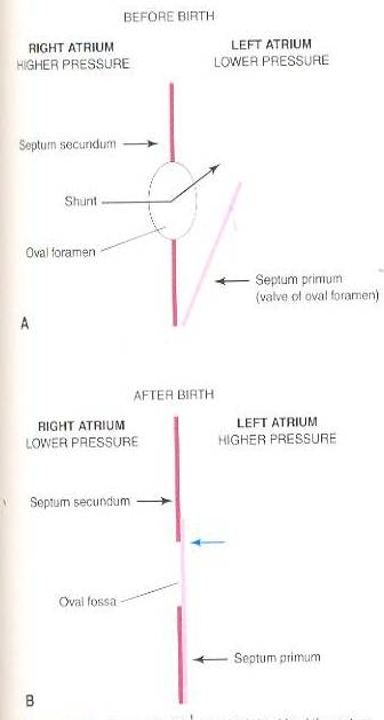 BEFORE BIRTH
RIGHT ATRIUM
HIGHER PRESSURE
LEFT ATRIUM
LOWER PRESSURE
Septum secundum
Shunt
Oval foramen
Septum primum
(valve of oval foramen)
A
AFTER BIRTH
RIGHT ATRIUM
LOWER PRESSURE
LEFT ATRIUM
HIGHER PRESSURE
Septum secundum
Oval fossa
Septum primum
B